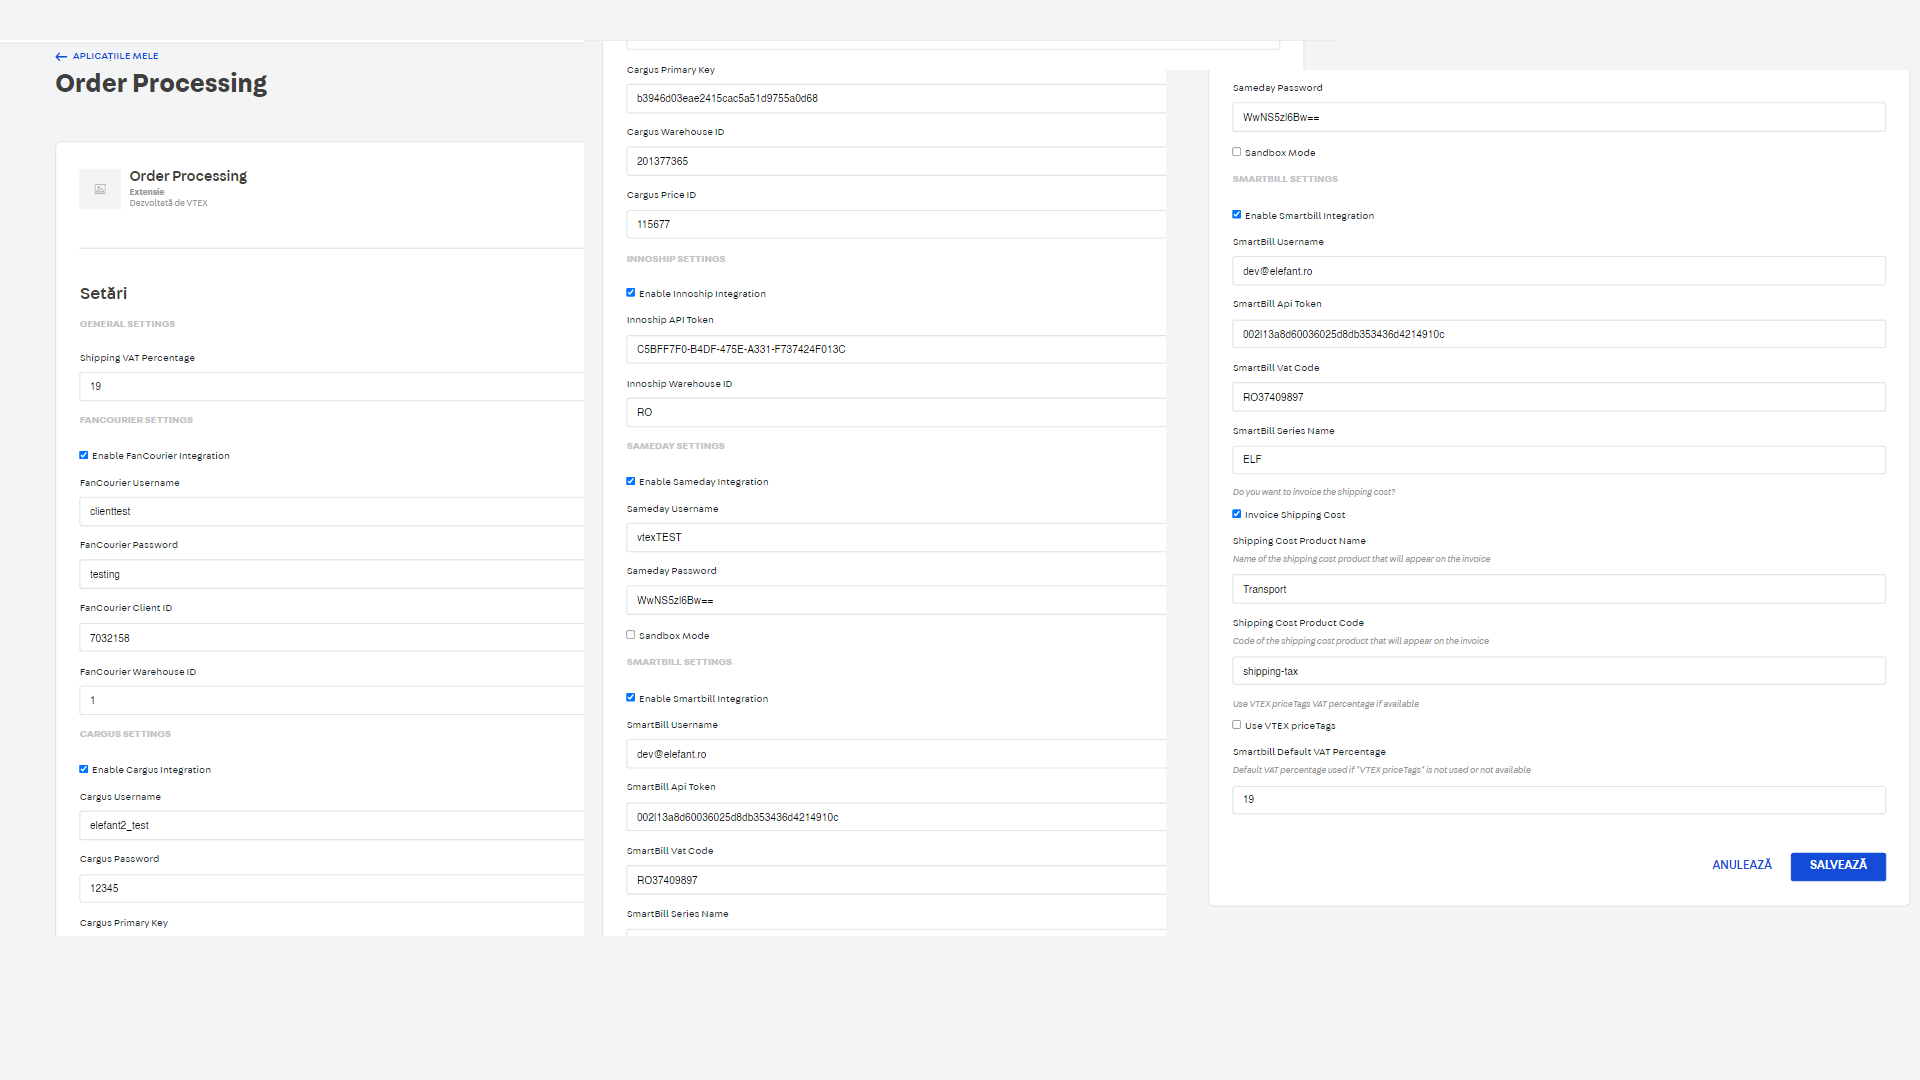 APLICAȚIILE MELE
Order Processing
Order Processing
Extensie
Dezvoltată de VTEX
Setări
GENERAL SETTINGS
Shipping VAT Percentage
19
FANCOURIER SETTINGS
Enable FanCourier Integration
FanCourier Username
clienttest
FanCourier Password
testing
FanCourier Client ID
7032158
FanCourier Warehouse ID
1
CARGUS SETTINGS
Enable Cargus Integration
Cargus Username
elefant2_test
Cargus Password
12345
Cargus Primary Key
Cargus Primary Key
b3946d03eae2415cac5a51d9755a0d68
Cargus Warehouse ID
201377365
Cargus Price ID
115677
INNOSHIP SETTINGS
Enable Innoship Integration
Innoship API Token
C5BFF7F0-B4DF-475E-A331-F737424F013C
Innoship Warehouse ID
RO
SAMEDAY SETTINGS
Enable Sameday Integration
Sameday Username
vtexTEST
Sameday Password
WwNS5zI6Bw==
Sandbox Mode
SMARTBILL SETTINGS
Enable Smartbill Integration
SmartBill Username
dev@elefant.ro
SmartBill Api Token
002|13a8d60036025d8db353436d4214910c
SmartBill Vat Code
RO37409897
SmartBill Series Name
Sameday Password
WwNS5zI6Bw==
Sandbox Mode
SMARTBILL SETTINGS
Enable Smartbill Integration
SmartBill Username
dev@elefant.ro
SmartBill Api Token
002|13a8d60036025d8db353436d4214910c
SmartBill Vat Code
RO37409897
SmartBill Series Name
ELF
Do you want to invoice the shipping cost?
Invoice Shipping Cost
Shipping Cost Product Name
Name of the shipping cost product that will appear on the invoice
Transport
Shipping Cost Product Code
Code of the shipping cost product that will appear on the invoice
shipping-tax
Use VTEX priceTags VAT percentage if available
Use VTEX priceTags
Smartbill Default VAT Percentage
Default VAT percentage used if "VTEX priceTags" is not used or not available
19
ANULEAZĂ
SALVEAZĂ